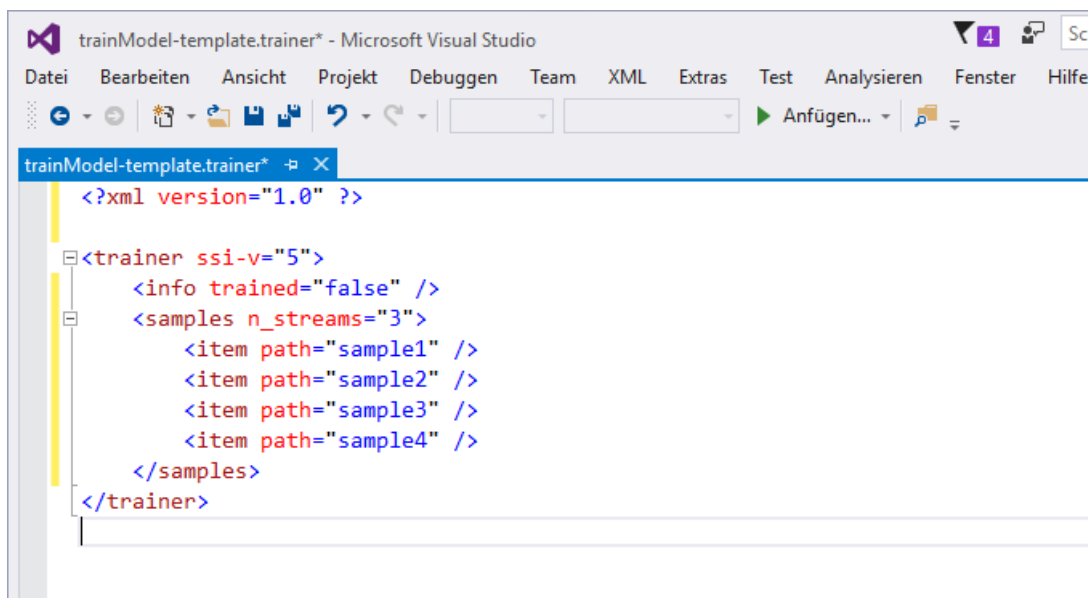 trainModel-template.trainer* - Microsoft Visual Studio
4
Sc
Datei Bearbeiten Ansicht Projekt Debuggen Team XML Extras Test Analysieren Fenster Hilfe
Anfügen...
trainModel-template.trainer*
<?xml version="1.0" ?>
<trainer ssi-v="5">
<info trained="false" />
<samples n_streams="3">
<item path="sample1" />
<item path="sample2" />
<item path="sample3" />
<item path="sample4" />
</samples>
</trainer>